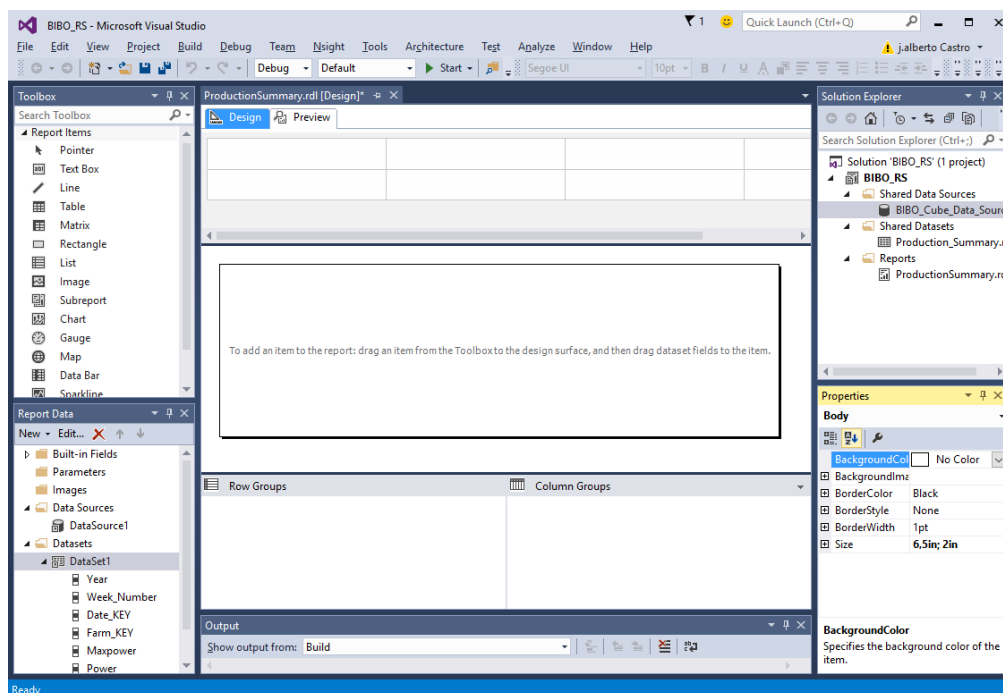 BIBO_RS - Microsoft Visual Studio
1
Quick Launch (Ctrl+Q)
File Edit View Project Build Debug Team Nsight Tools Architecture Test Analyze Window Help
j.alberto Castro
Debug Default Start Segoe UI 10pt B I U A
Toolbox
Search Toolbox
Report Items
Pointer
Text Box
Line
Table
Matrix
Rectangle
List
Image
Subreport
Chart
Gauge
Map
Data Bar
Sparkline
Report Data
New Edit...
Built-in Fields
Parameters
Images
Data Sources
DataSource1
Datasets
DataSet1
Year
Week_Number
Date_KEY
Farm_KEY
Maxpower
Power
ProductionSummary.rdl [Design]*
Design Preview
To add an item to the report: drag an item from the Toolbox to the design surface, and then drag dataset fields to the item.
Row Groups
Column Groups
Output
Show output from: Build
Solution Explorer
Search Solution Explorer (Ctrl+;)
Solution 'BIBO_RS' (1 project)
BIBO_RS
Shared Data Sources
BIBO_Cube_Data_Sour
Shared Datasets
Production_Summary.r
Reports
ProductionSummary.r
Properties
Body
BackgroundCol No Color
BackgroundIma
BorderColor Black
BorderStyle None
BorderWidth 1pt
Size 6,5in; 2in
BackgroundColor
Specifies the background color of the
item.
Ready